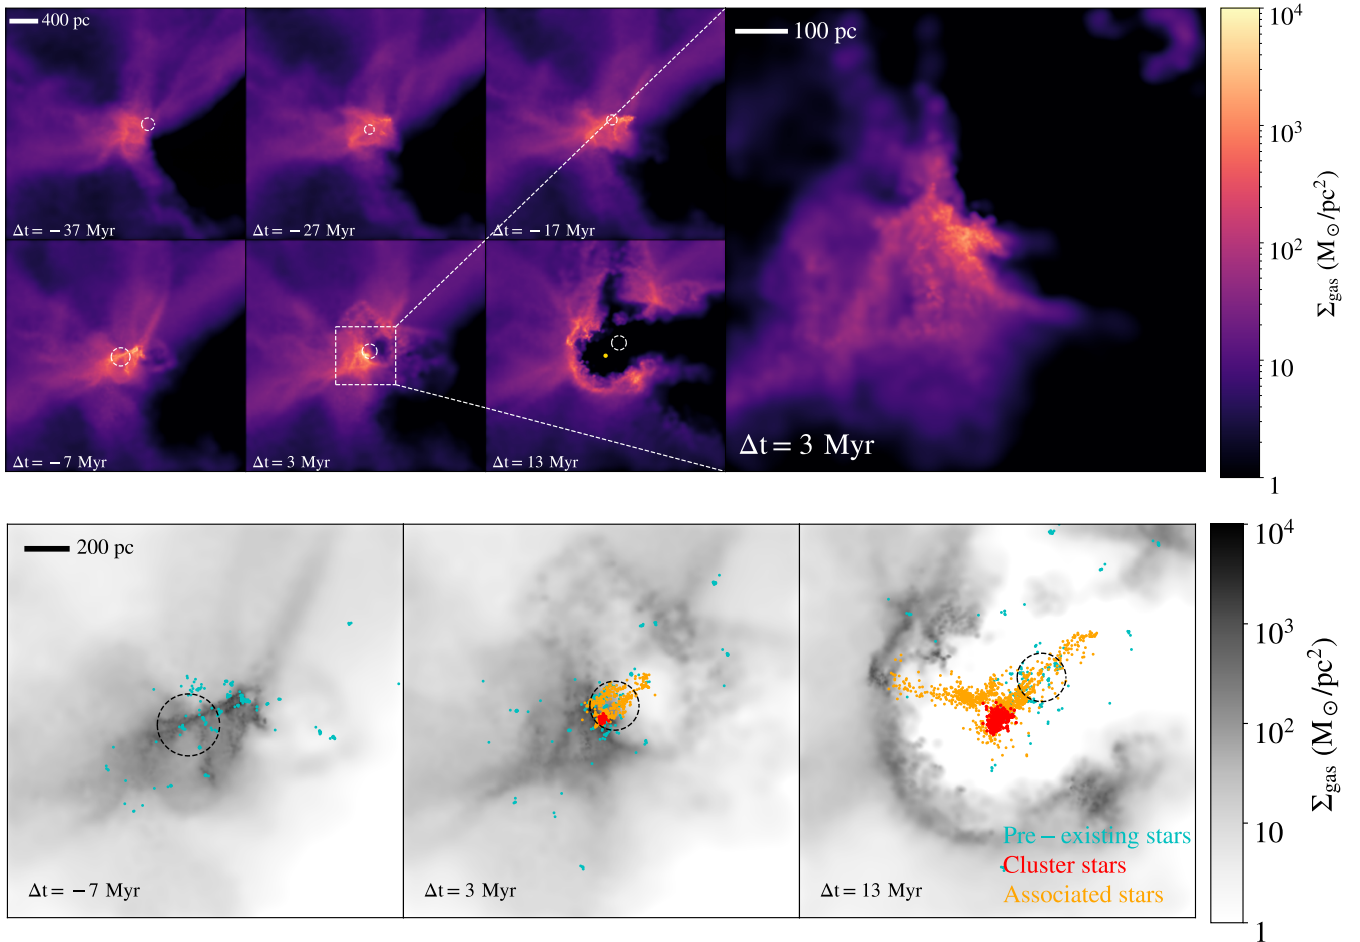 400 pc
Δt = −37 Myr
Δt = −27 Myr
Δt = −17 Myr
Δt = −7 Myr
Δt = 3 Myr
Δt = 13 Myr
100 pc
Δt = 3 Myr
10⁴
10³
10²
10
1
Σgas (M⊙/pc²)
200 pc
Δt = −7 Myr
Δt = 3 Myr
Pre − existing stars
Cluster stars
Associated stars
Δt = 13 Myr
10⁴
10³
10²
10
1
Σgas (M⊙/pc²)